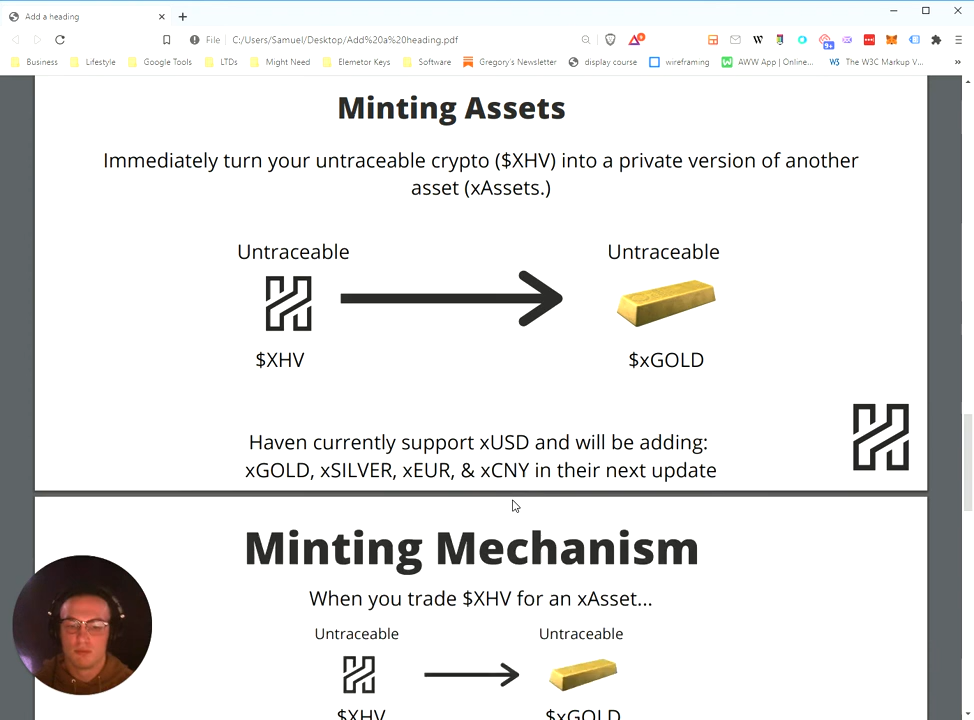 Add a heading
File C:/Users/Samuel/Desktop/Add%20a%20heading.pdf
Business Lifestyle Google Tools LTDs Might Need Elemetor Keys Software Gregory's Newsletter display course wireframing AWW App | Online... The W3C Markup V...
Minting Assets
Immediately turn your untraceable crypto ($XHV) into a private version of another
asset (xAssets.)
Untraceable Untraceable
$XHV $xGOLD
Haven currently support xUSD and will be adding:
xGOLD, xSILVER, xEUR, & xCNY in their next update
Minting Mechanism
When you trade $XHV for an xAsset...
Untraceable Untraceable
$XHV $xGOLD